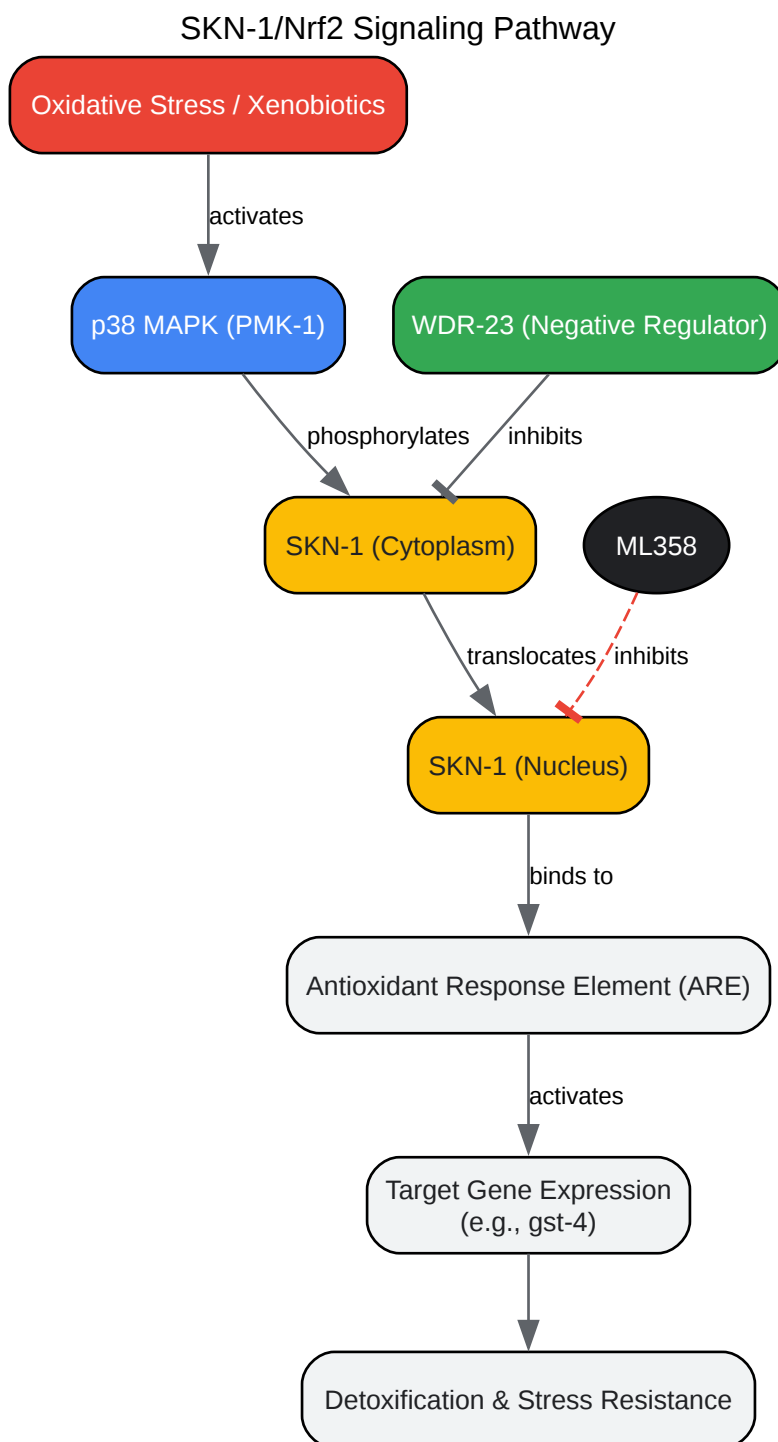 SKN-1/Nrf2 Signaling Pathway
Oxidative Stress / Xenobiotics
activates
p38 MAPK (PMK-1)
WDR-23 (Negative Regulator)
phosphorylates
inhibits
SKN-1 (Cytoplasm)
ML358
translocates
inhibits
SKN-1 (Nucleus)
binds to
Antioxidant Response Element (ARE)
activates
Target Gene Expression
(e.g., gst-4)
Detoxification & Stress Resistance